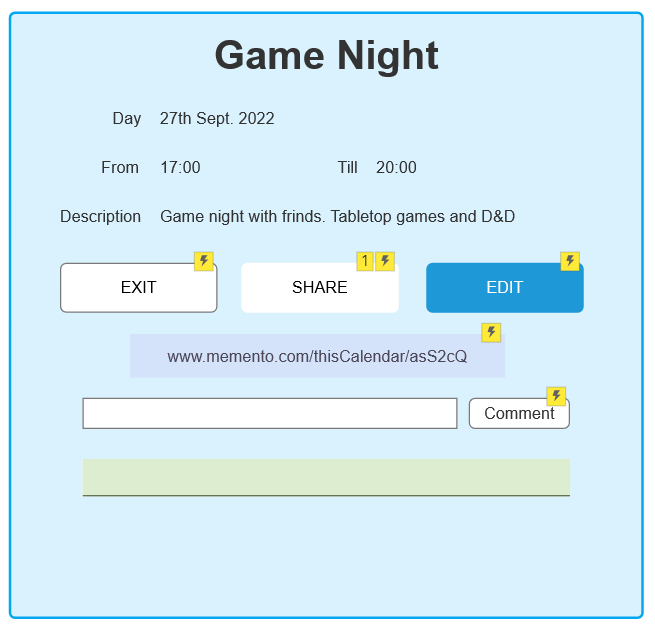 Game Night
Day 27th Sept. 2022
From 17:00 Till 20:00
Description Game night with frinds. Tabletop games and D&D
1
EXIT SHARE EDIT
www.memento.com/thisCalendar/asS2cQ
Comment